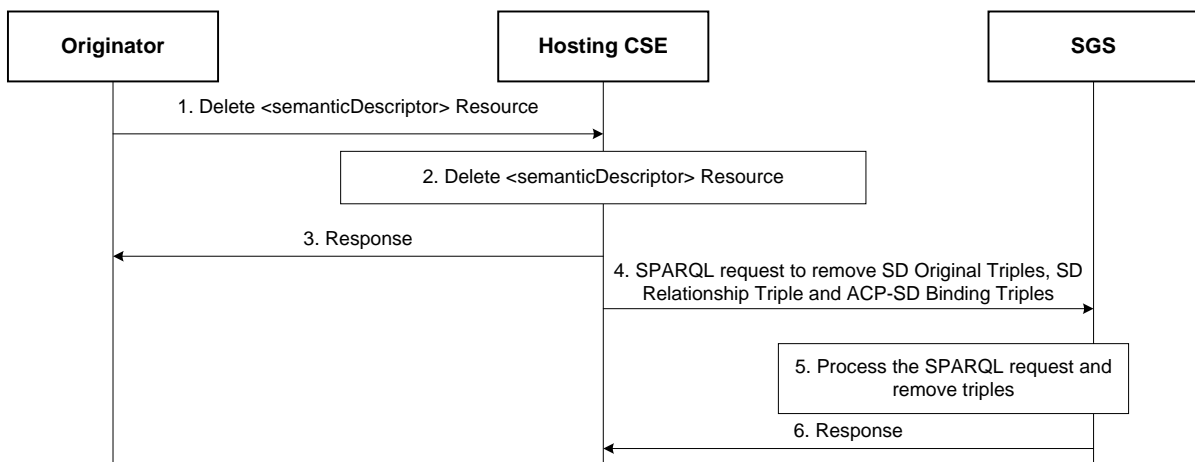 Originator
Hosting CSE
SGS
1. Delete <semanticDescriptor> Resource
2. Delete <semanticDescriptor> Resource
3. Response
4. SPARQL request to remove SD Original Triples, SD
Relationship Triple and ACP-SD Binding Triples
5. Process the SPARQL request and
remove triples
6. Response